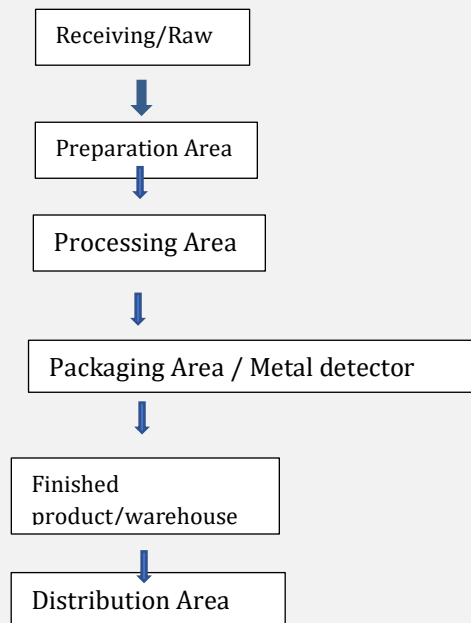 Receiving/Raw
Preparation Area
Processing Area
Packaging Area / Metal detector
Finished
product/warehouse
Distribution Area